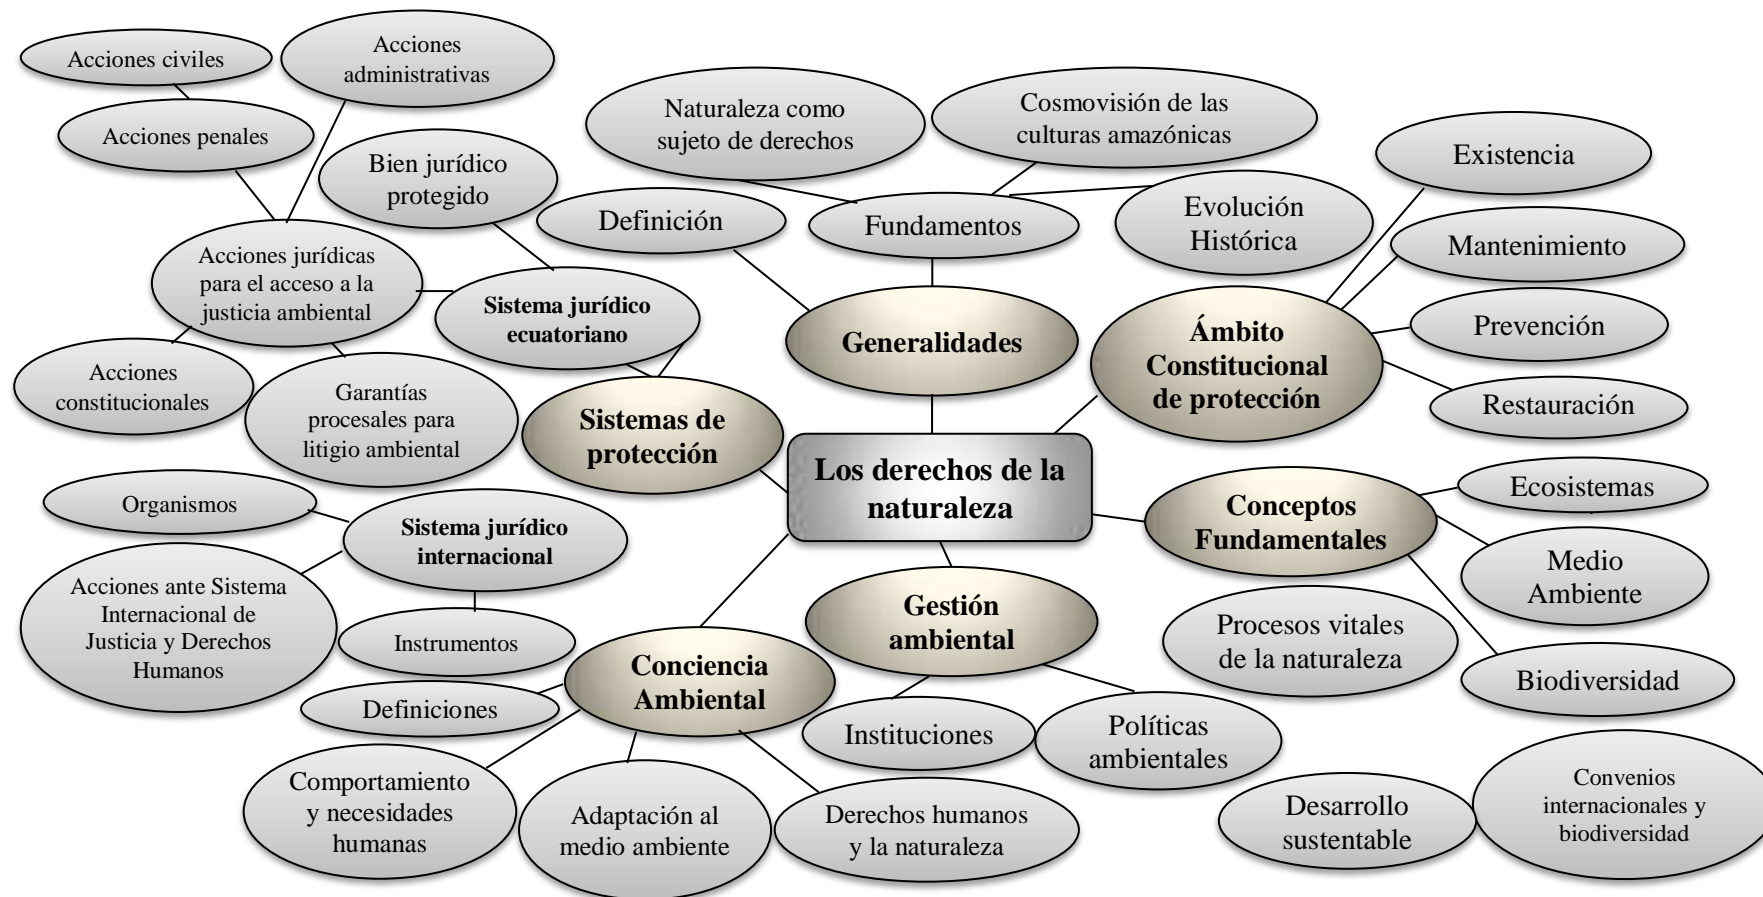 Acciones civiles
Acciones
administrativas
Acciones penales
Bien jurídico
protegido
Naturaleza como
sujeto de derechos
Cosmovisión de las
culturas amazónicas
Existencia
Definición
Fundamentos
Evolución
Histórica
Mantenimiento
Acciones jurídicas
para el acceso a la
justicia ambiental
Sistema jurídico
ecuatoriano
Generalidades
Ámbito
Constitucional
de protección
Prevención
Acciones
constitucionales
Garantías
procesales para
litigio ambiental
Sistemas de
protección
Restauración
Los derechos de la
naturaleza
Organismos
Sistema jurídico
internacional
Conceptos
Fundamentales
Ecosistemas
Medio
Ambiente
Acciones ante Sistema
Internacional de
Justicia y Derechos
Humanos
Instrumentos
Gestión
ambiental
Procesos vitales
de la naturaleza
Biodiversidad
Conciencia
Ambiental
Definiciones
Instituciones
Políticas
ambientales
Comportamiento
y necesidades
humanas
Adaptación al
medio ambiente
Derechos humanos
y la naturaleza
Desarrollo
sustentable
Convenios
internacionales y
biodiversidad